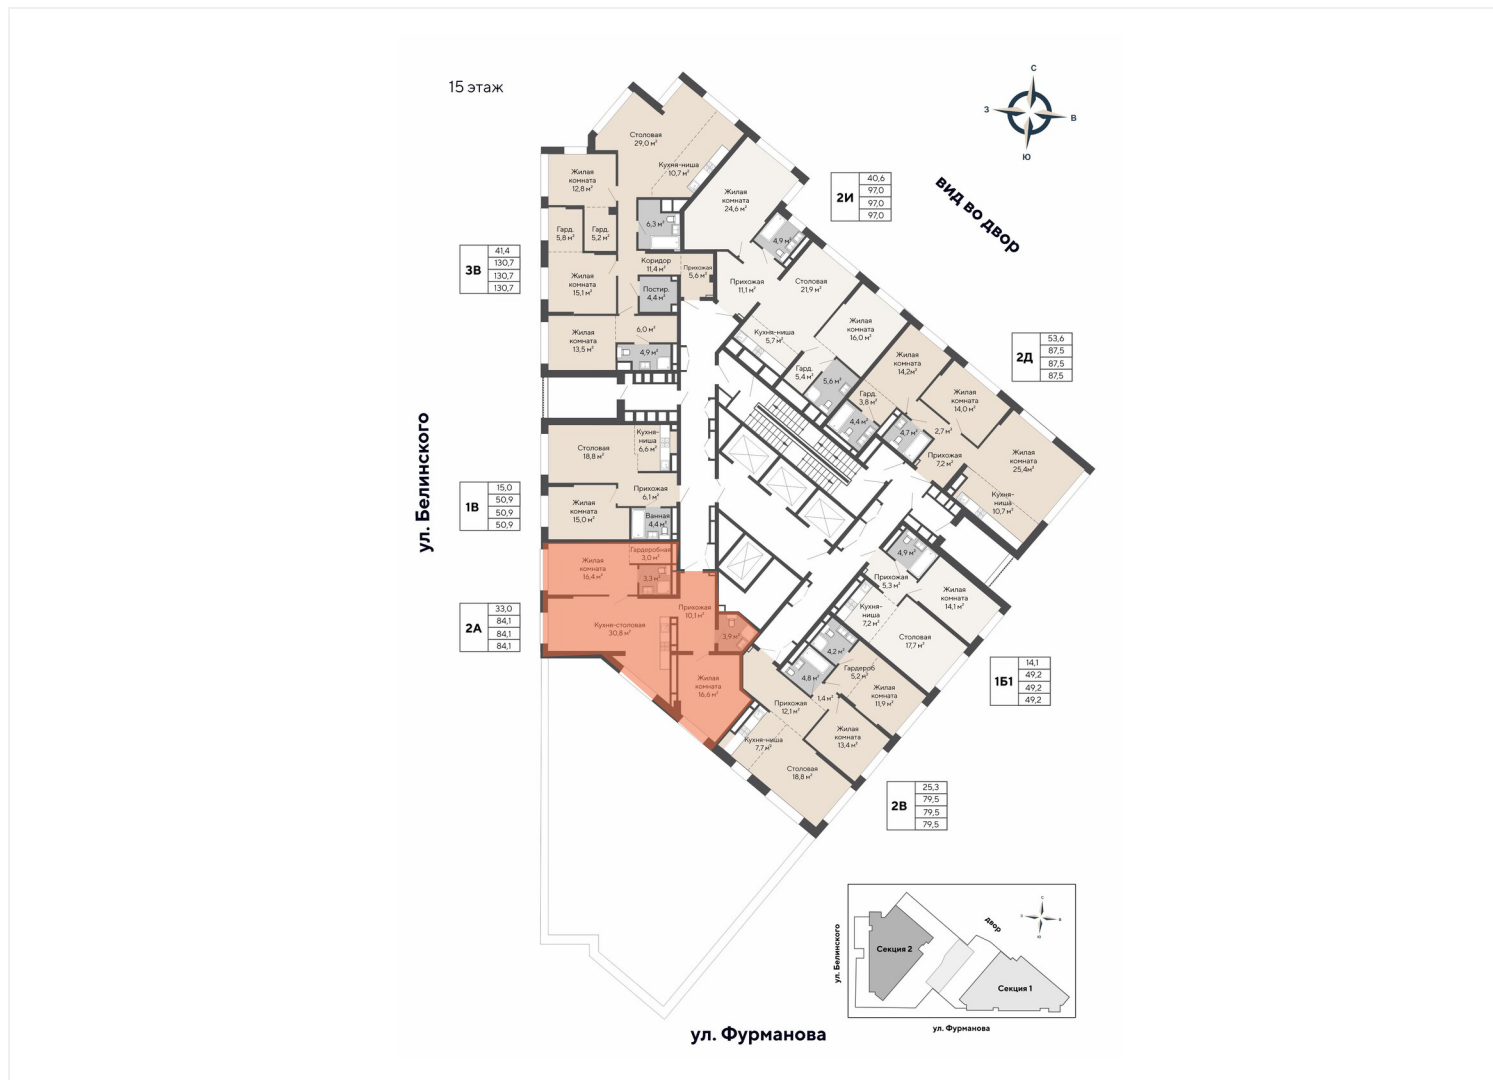 15 этаж
С
З
В
Ю
Столовая
29,0 м²
Кухня-ниша
10,7 м²
Жилая
комната
12,8 м²
Жилая
комната
24,6 м²
2И
40,6
97,0
97,0
97,0
вид во двор
Гард.
5,8 м²
Гард.
5,2 м²
6,3 м²
4,9 м²
3В
41,4
130,7
130,7
130,7
Коридор
11,4 м²
Прихожая
5,6 м²
Жилая
комната
15,1 м²
Постир.
4,4 м²
Прихожая
11,1 м²
Столовая
21,9 м²
Жилая
комната
16,0 м²
Кухня-ниша
5,7 м²
Жилая
комната
13,5 м²
6,0 м²
4,9 м²
2Д
53,6
87,5
87,5
87,5
Жилая
комната
14,2м²
Гард.
5,4 м²
5,6 м²
Гард.
3,8 м²
Жилая
комната
14,0 м²
4,4 м²
4,7 м²
2,7 м²
Прихожая
7,2 м²
Жилая
комната
25,4м²
Кухня-
ниша
10,7 м²
ул. Белинского
Столовая
18,8 м²
Кухня-
ниша
6,6 м²
1В
15,0
50,9
50,9
50,9
Прихожая
6,1 м²
Жилая
комната
15,0 м²
Ванная
4,4 м²
Жилая
комната
16,4 м²
Гардеробная
3,0 м²
3,3 м²
2А
33,0
84,1
84,1
84,1
Кухня-столовая
30,8 м²
Прихожая
10,1 м²
3,9 м²
Жилая
комната
16,6 м²
4,9 м²
Прихожая
5,3 м²
Жилая
комната
14,1 м²
Кухня-
ниша
7,2 м²
Столовая
17,7 м²
1Б1
14,1
49,2
49,2
49,2
4,2 м²
4,8 м²
Гардероб
5,2 м²
1,4 м²
Жилая
комната
11,9 м²
Прихожая
12,1 м²
Жилая
комната
13,4 м²
Кухня-ниша
7,7 м²
Столовая
18,8 м²
2В
25,3
79,5
79,5
79,5
ул. Белинского
Секция 2
двор
Секция 1
ул. Фурманова
ул. Фурманова